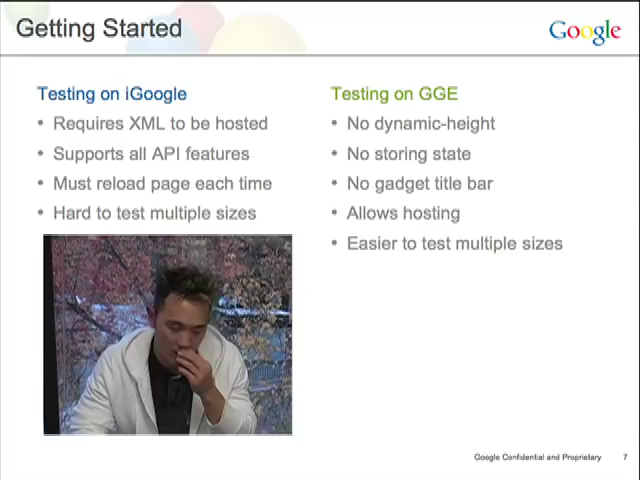 Getting Started
Google
Testing on iGoogle
• Requires XML to be hosted
• Supports all API features
• Must reload page each time
• Hard to test multiple sizes
Testing on GGE
• No dynamic-height
• No storing state
• No gadget title bar
• Allows hosting
• Easier to test multiple sizes
Google Confidential and Proprietary 7